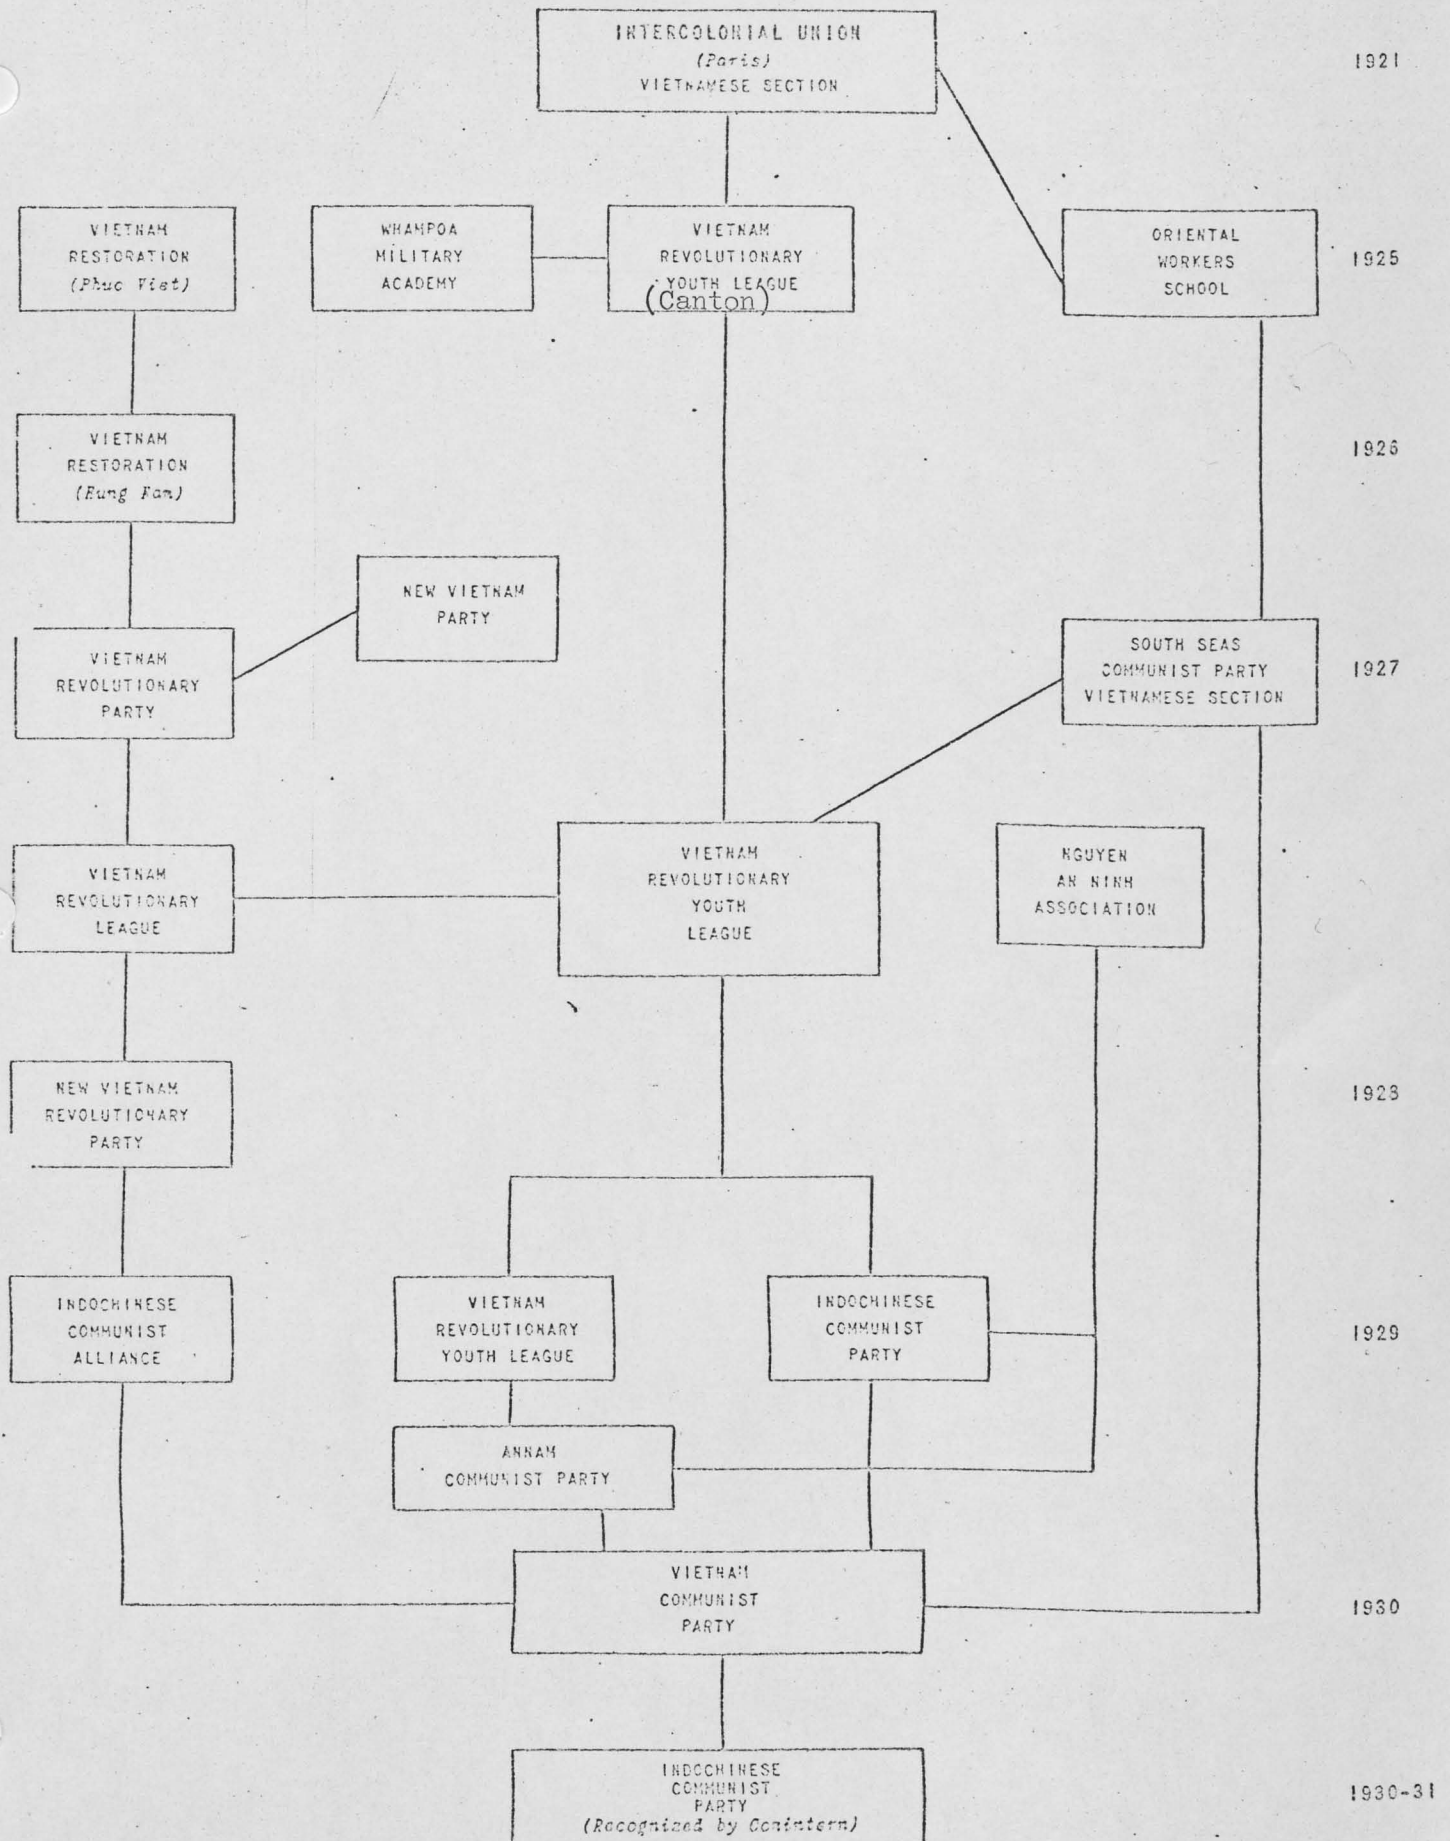 INTERCOLONIAL UNION
(Paris)
VIETNAMESE SECTION
1921
VIETNAM
RESTORATION
(Phuc Viet)
WHAMPOA
MILITARY
ACADEMY
VIETNAM
REVOLUTIONARY
YOUTH LEAGUE
(Canton)
ORIENTAL
WORKERS
SCHOOL
1925
VIETNAM
RESTORATION
(Hung Nam)
1926
NEW VIETNAM
PARTY
VIETNAM
REVOLUTIONARY
PARTY
SOUTH SEAS
COMMUNIST PARTY
VIETNAMESE SECTION
1927
VIETNAM
REVOLUTIONARY
LEAGUE
VIETNAM
REVOLUTIONARY
YOUTH
LEAGUE
NGUYEN
AN NINH
ASSOCIATION
NEW VIETNAM
REVOLUTIONARY
PARTY
1928
INDOCHINESE
COMMUNIST
ALLIANCE
VIETNAM
REVOLUTIONARY
YOUTH LEAGUE
INDOCHINESE
COMMUNIST
PARTY
1929
ANNAM
COMMUNIST PARTY
VIETNAM
COMMUNIST
PARTY
1930
INDOCHINESE
COMMUNIST
PARTY
(Recognized by Comintern)
1930-31